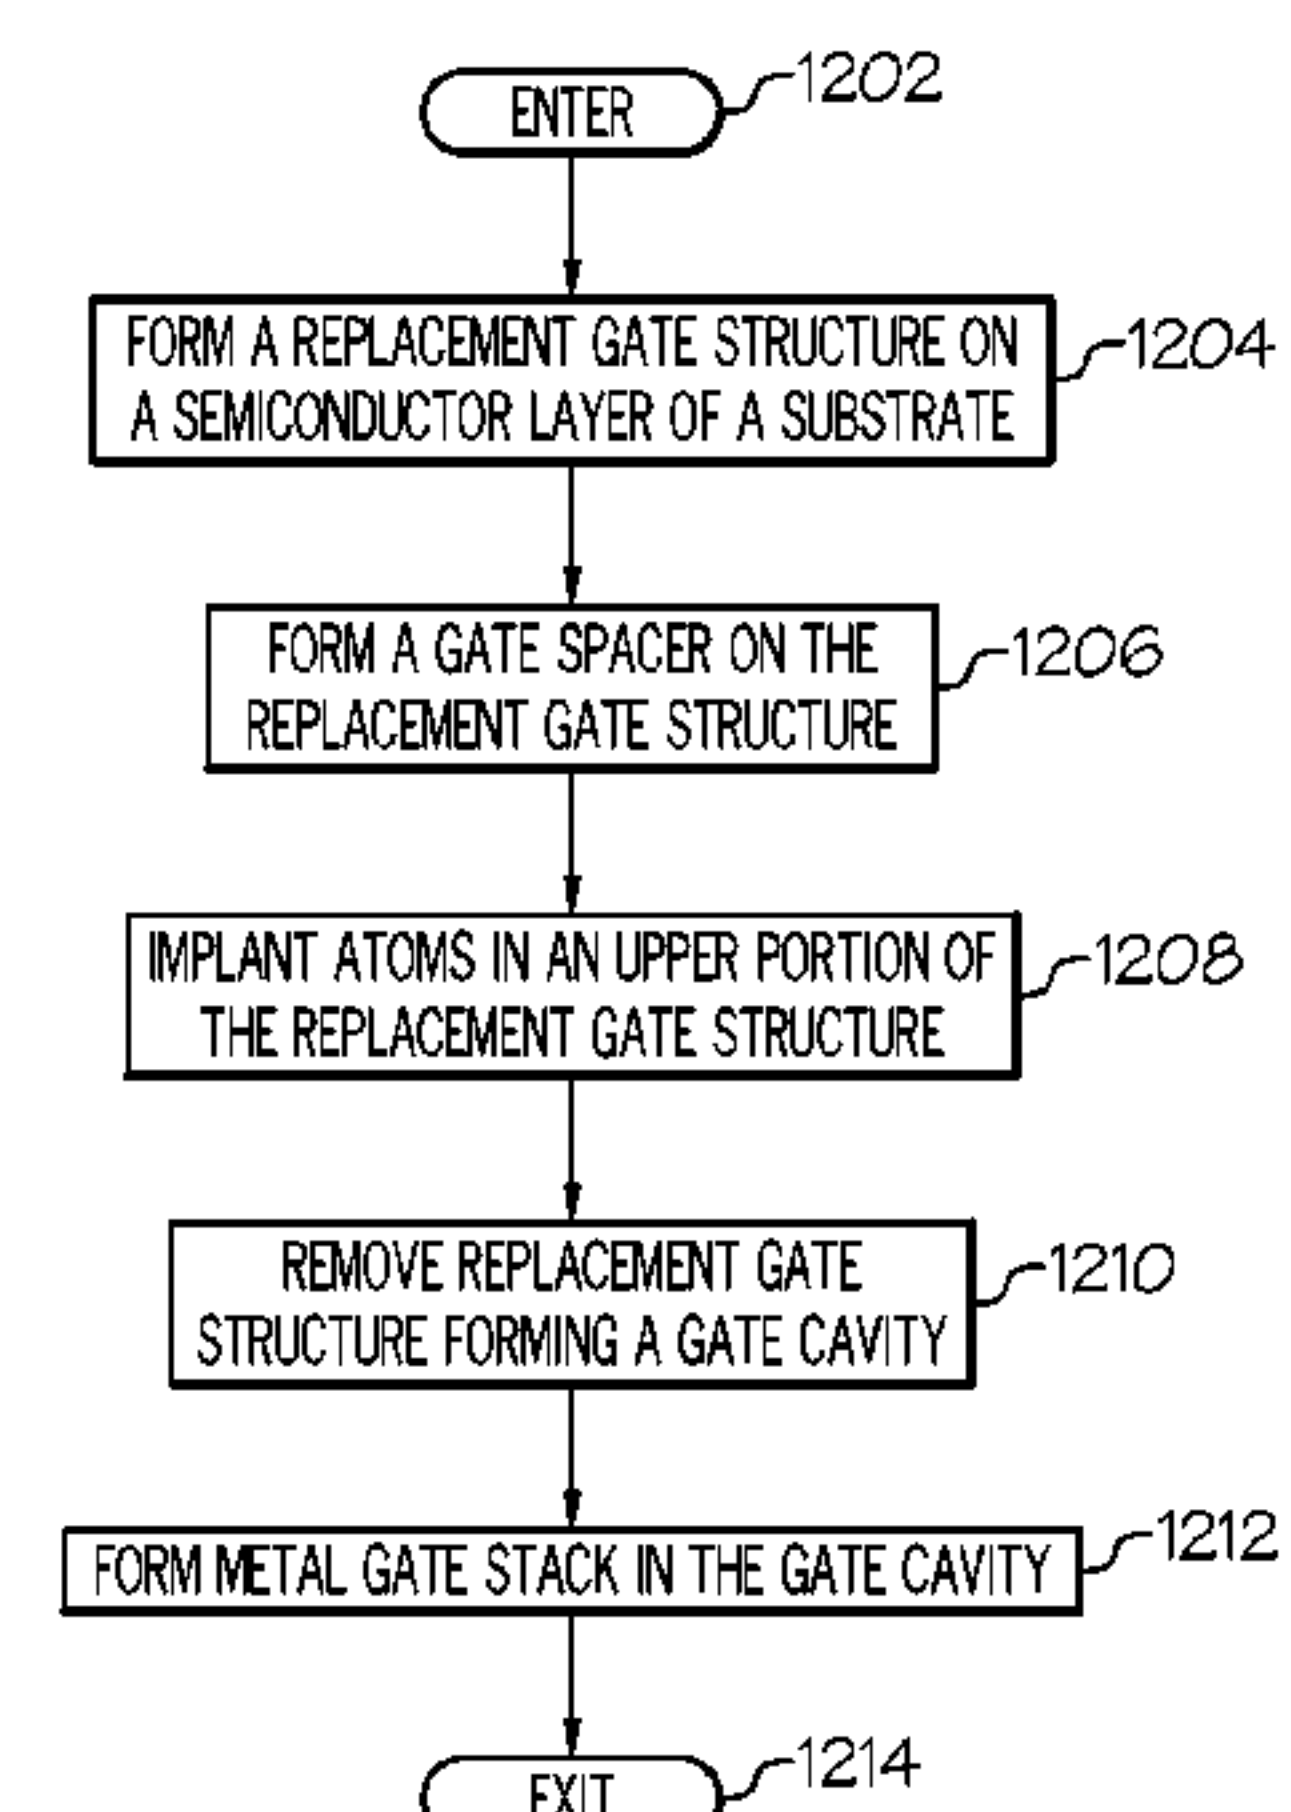 ENTER
1202
FORM A REPLACEMENT GATE STRUCTURE ON
A SEMICONDUCTOR LAYER OF A SUBSTRATE
1204
FORM A GATE SPACER ON THE
REPLACEMENT GATE STRUCTURE
1206
IMPLANT ATOMS IN AN UPPER PORTION OF
THE REPLACEMENT GATE STRUCTURE
1208
REMOVE REPLACEMENT GATE
STRUCTURE FORMING A GATE CAVITY
1210
FORM METAL GATE STACK IN THE GATE CAVITY
1212
EXIT
1214